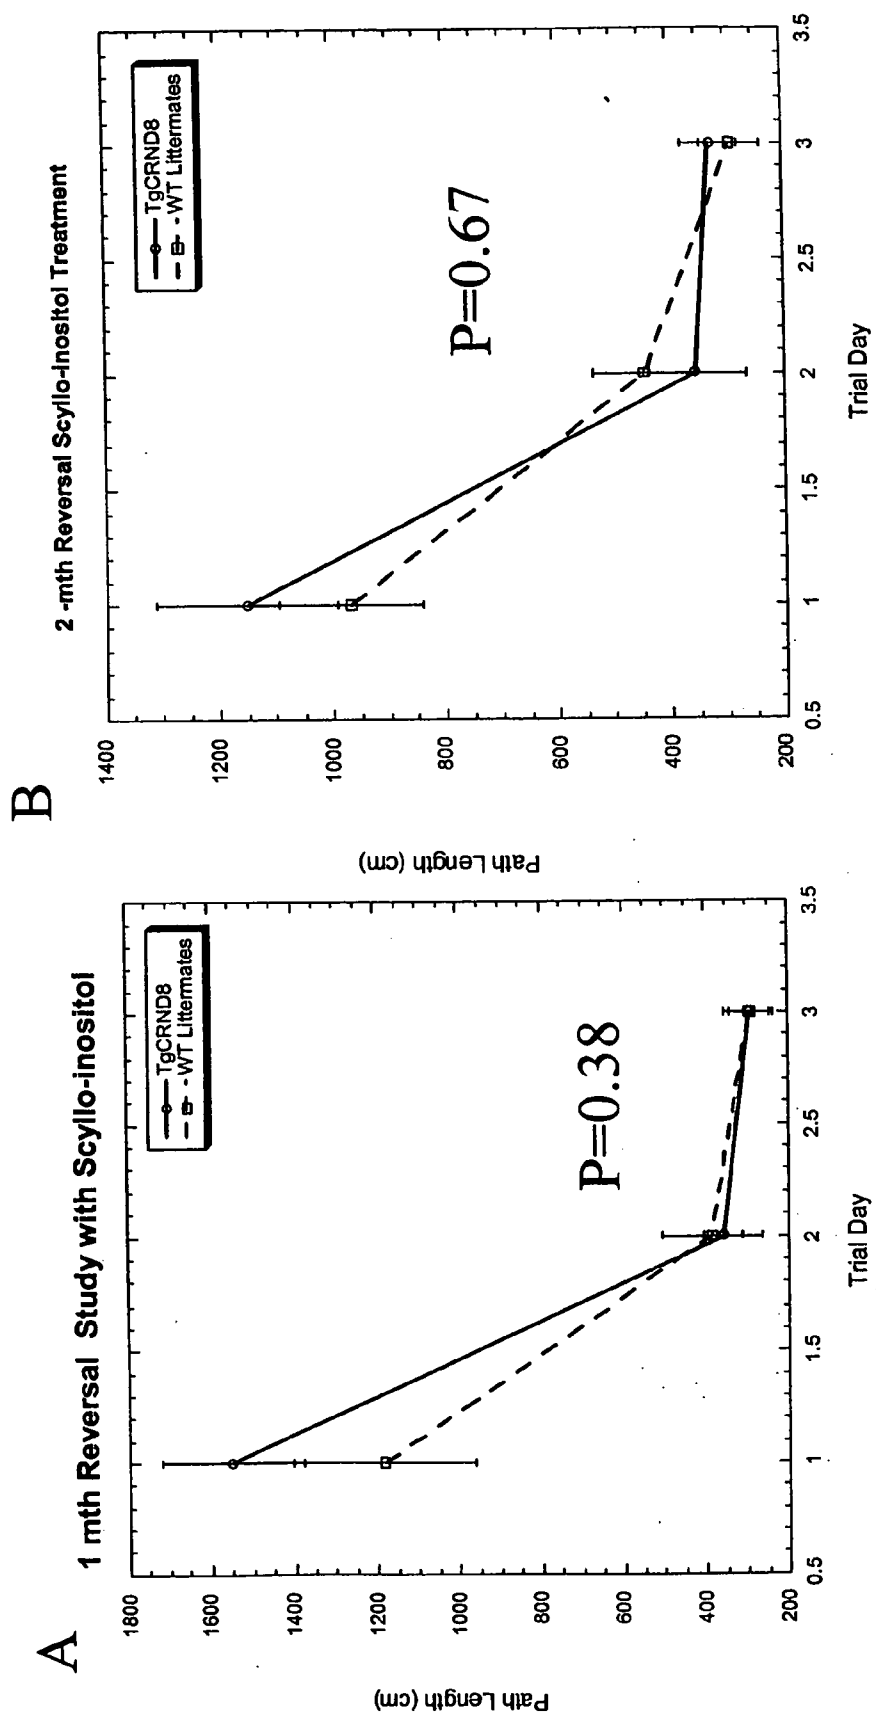 A
1 mth Reversal Study with Scyllo-inositol
TgCRND8
WT Littermates
P=0.38
Path Length (cm)
1800
1600
1400
1200
1000
800
600
400
200
0.5
1
1.5
2
2.5
3
3.5
Trial Day
B
2 -mth Reversal Scyllo-Inositol Treatment
TgCRND8
WT Littermates
P=0.67
Path Length (cm)
1400
1200
1000
800
600
400
200
0.5
1
1.5
2
2.5
3
3.5
Trial Day